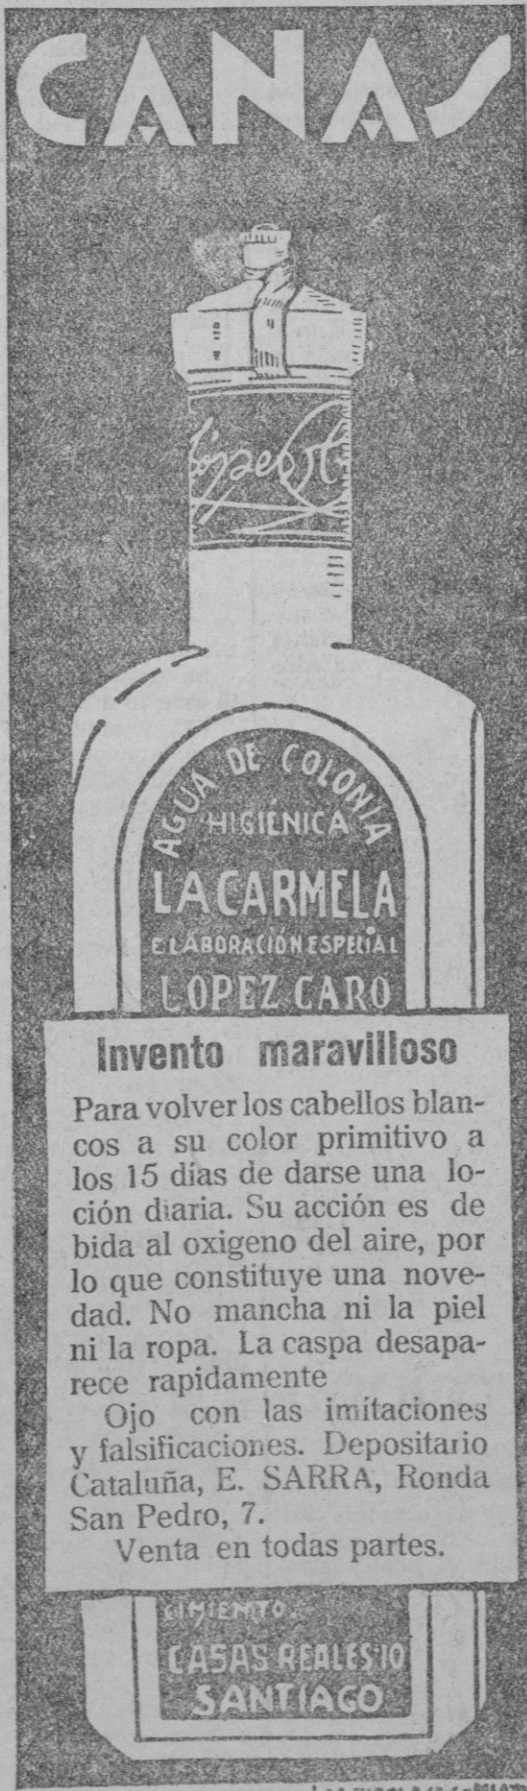 CANAS
AGUA DE COLONIA
HIGIÉNICA
LA CARMELA
ELABORACIÓN ESPECIAL
LOPEZ CARO
Invento maravilloso
Para volver los cabellos blan-
cos a su color primitivo a
los 15 días de darse una lo-
ción diaria. Su acción es de
bida al oxigeno del aire, por
lo que constituye una nove-
dad. No mancha ni la piel
ni la ropa. La caspa desapa-
rece rapidamente
Ojo con las imitaciones
y falsificaciones. Depositario
Cataluña, E. SARRA, Ronda
San Pedro, 7.
Venta en todas partes.
CIMIENTO.
CASAS REALES 10
SANTIAGO